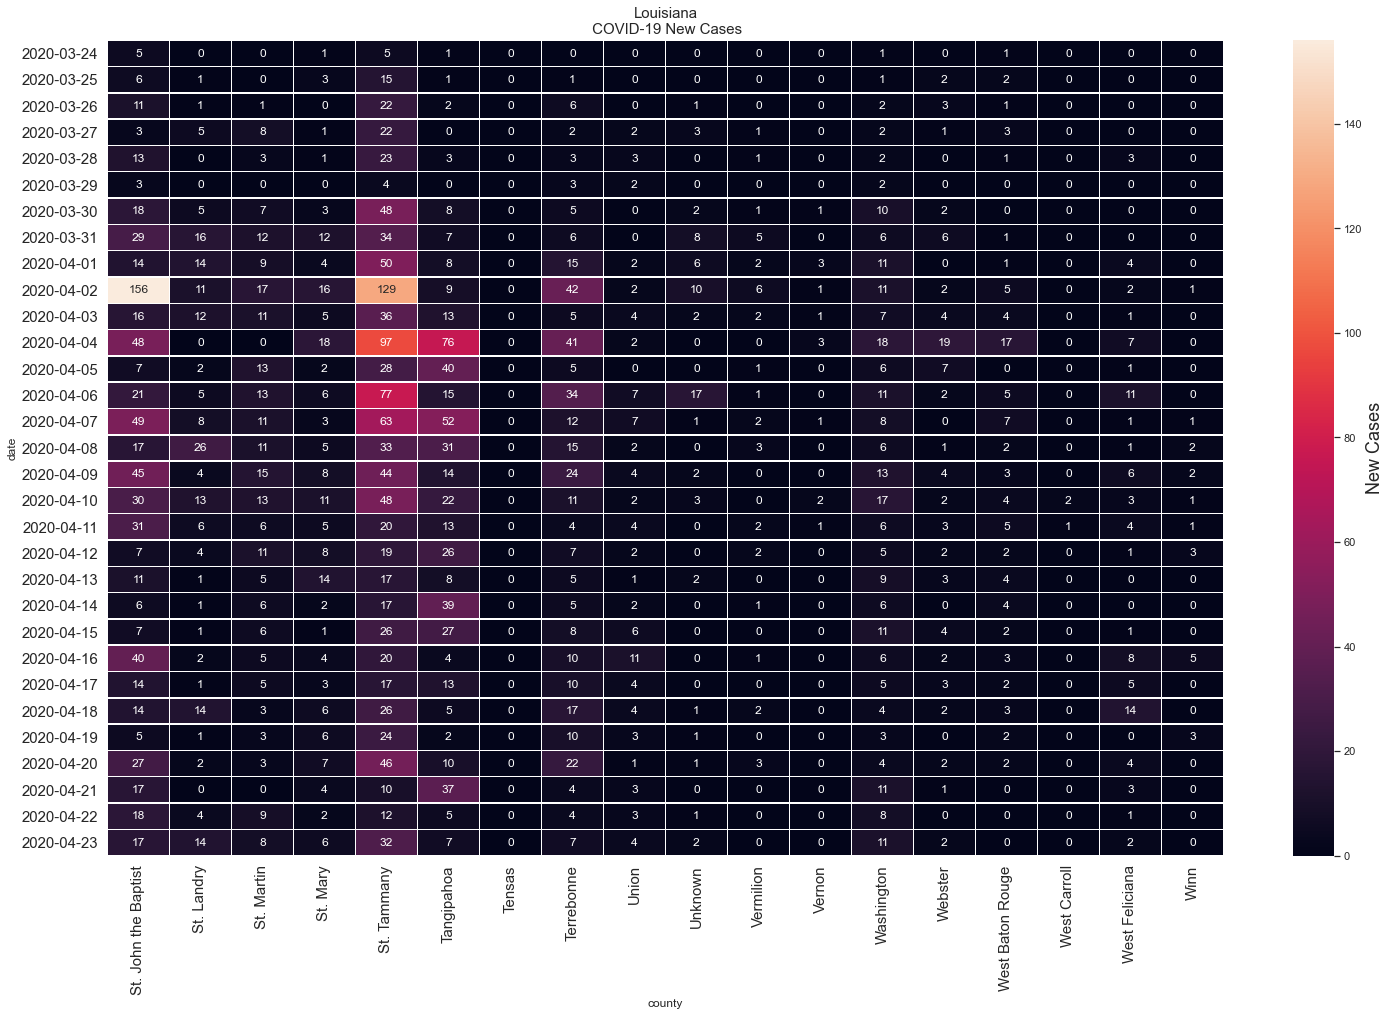 Louisiana
COVID-19 New Cases
2020-03-24 5 0 0 1 5 1 0 0 0 0 0 0 1 0 1 0 0 0
2020-03-25 6 1 0 3 15 1 0 1 0 0 0 0 1 2 2 0 0 0
2020-03-26 11 1 1 0 22 2 0 6 0 1 0 0 2 3 1 0 0 0
2020-03-27 3 5 8 1 22 0 0 2 2 3 1 0 2 1 3 0 0 0
2020-03-28 13 0 3 1 23 3 0 3 3 0 1 0 2 0 1 0 3 0
2020-03-29 3 0 0 0 4 0 0 3 2 0 0 0 2 0 0 0 0 0
2020-03-30 18 5 7 3 48 8 0 5 0 2 1 1 10 2 0 0 0 0
2020-03-31 29 16 12 12 34 7 0 6 0 8 5 0 6 6 1 0 0 0
2020-04-01 14 14 9 4 50 8 0 15 2 6 2 3 11 0 1 0 4 0
2020-04-02 156 11 17 16 129 9 0 42 2 10 6 1 11 2 5 0 2 1
2020-04-03 16 12 11 5 36 13 0 5 4 2 2 1 7 4 4 0 1 0
2020-04-04 48 0 0 18 97 76 0 41 2 0 0 3 18 19 17 0 7 0
2020-04-05 7 2 13 2 28 40 0 5 0 0 1 0 6 7 0 0 1 0
2020-04-06 21 5 13 6 77 15 0 34 7 17 1 0 11 2 5 0 11 0
2020-04-07 49 8 11 3 63 52 0 12 7 1 2 1 8 0 7 0 1 1
2020-04-08 17 26 11 5 33 31 0 15 2 0 3 0 6 1 2 0 1 2
2020-04-09 45 4 15 8 44 14 0 24 4 2 0 0 13 4 3 0 6 2
2020-04-10 30 13 13 11 48 22 0 11 2 3 0 2 17 2 4 2 3 1
2020-04-11 31 6 6 5 20 13 0 4 4 0 2 1 6 3 5 1 4 1
2020-04-12 7 4 11 8 19 26 0 7 2 0 2 0 5 2 2 0 1 3
2020-04-13 11 1 5 14 17 8 0 5 1 2 0 0 9 3 4 0 0 0
2020-04-14 6 1 6 2 17 39 0 5 2 0 1 0 6 0 4 0 0 0
2020-04-15 7 1 6 1 26 27 0 8 6 0 0 0 11 4 2 0 1 0
2020-04-16 40 2 5 4 20 4 0 10 11 0 1 0 6 2 3 0 8 5
2020-04-17 14 1 5 3 17 13 0 10 4 0 0 0 5 3 2 0 5 0
2020-04-18 14 14 3 6 26 5 0 17 4 1 2 0 4 2 3 0 14 0
2020-04-19 5 1 3 6 24 2 0 10 3 1 0 0 3 0 2 0 0 3
2020-04-20 27 2 3 7 46 10 0 22 1 1 3 0 4 2 2 0 4 0
2020-04-21 17 0 0 4 10 37 0 4 3 0 0 0 11 1 0 0 3 0
2020-04-22 18 4 9 2 12 5 0 4 3 1 0 0 8 0 0 0 1 0
2020-04-23 17 14 8 6 32 7 0 7 4 2 0 0 11 2 0 0 2 0
date
St. John the Baptist
St. Landry
St. Martin
St. Mary
St. Tammany
Tangipahoa
Tensas
Terrebonne
Union
Unknown
Vermilion
Vernon
Washington
Webster
West Baton Rouge
West Carroll
West Feliciana
Winn
county
140
120
100
80
60
40
20
0
New Cases